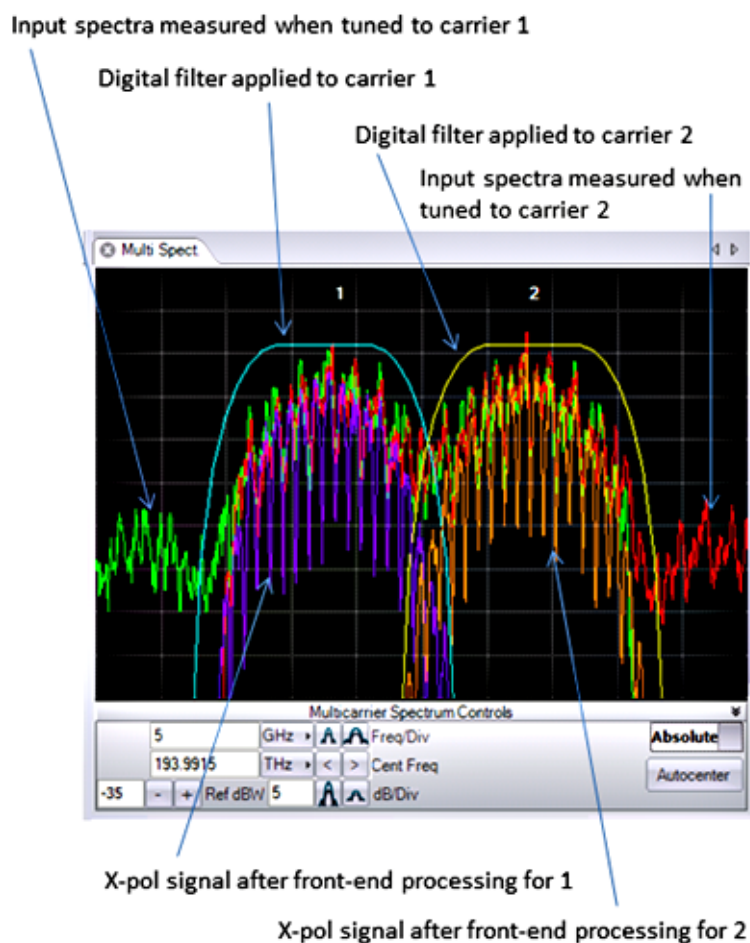 Input spectra measured when tuned to carrier 1
Digital filter applied to carrier 1
Digital filter applied to carrier 2
Input spectra measured when
tuned to carrier 2
Multi Spect
1 2
Multicarrier Spectrum Controls
5 GHz Freq/Div Absolute
193.9915 THz < > Cent Freq Autocenter
-35 - + Ref dBW 5 dB/Div
X-pol signal after front-end processing for 1
X-pol signal after front-end processing for 2